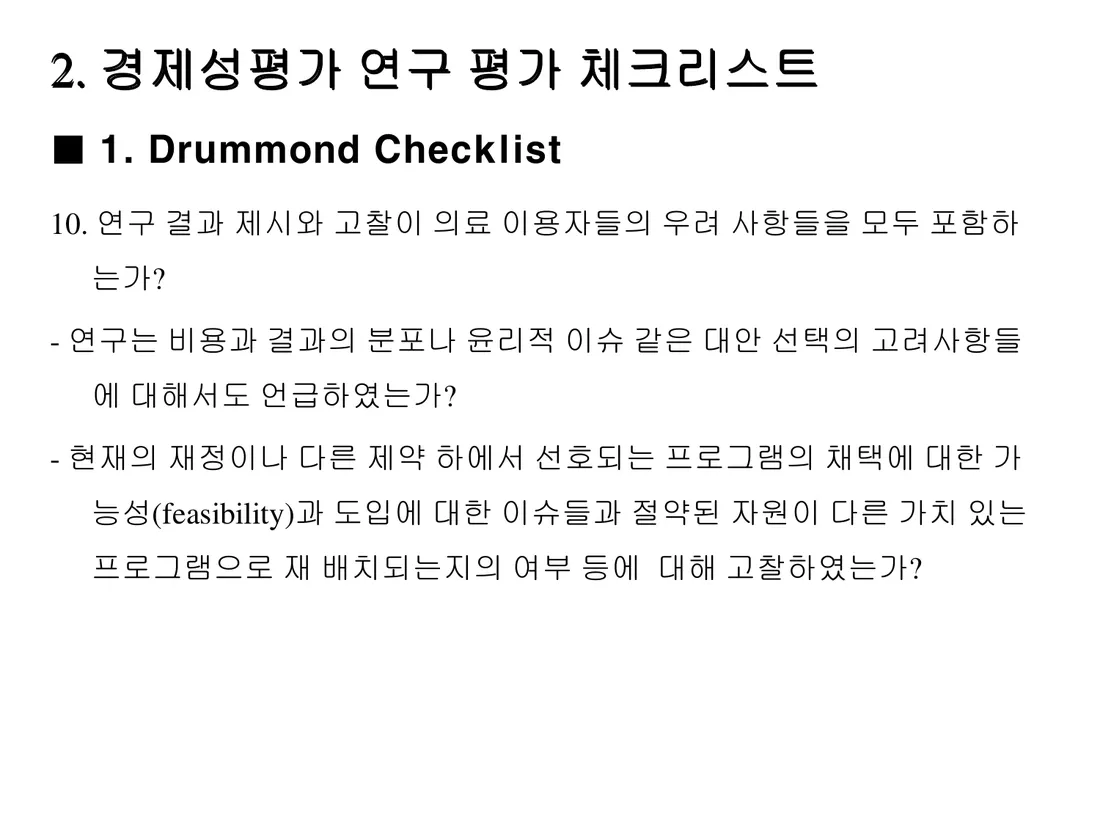 2. 경제성평가 연구 평가 체크리스트
■ 1. Drummond Checklist
10. 연구 결과 제시와 고찰이 의료 이용자들의 우려 사항들을 모두 포함하
는가?
- 연구는 비용과 결과의 분포나 윤리적 이슈 같은 대안 선택의 고려사항들
에 대해서도 언급하였는가?
- 현재의 재정이나 다른 제약 하에서 선호되는 프로그램의 채택에 대한 가
능성(feasibility)과 도입에 대한 이슈들과 절약된 자원이 다른 가치 있는
프로그램으로 재 배치되는지의 여부 등에 대해 고찰하였는가?